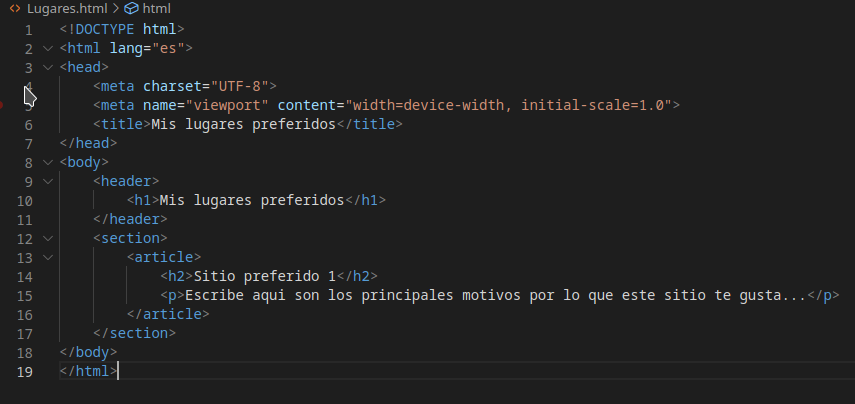 Lugares.html > html
1 <!DOCTYPE html>
2 <html lang="es">
3 <head>
4     <meta charset="UTF-8">
5     <meta name="viewport" content="width=device-width, initial-scale=1.0">
6     <title>Mis lugares preferidos</title>
7 </head>
8 <body>
9     <header>
10         <h1>Mis lugares preferidos</h1>
11     </header>
12     <section>
13         <article>
14             <h2>Sitio preferido 1</h2>
15             <p>Escribe aqui son los principales motivos por lo que este sitio te gusta...</p>
16         </article>
17     </section>
18 </body>
19 </html>